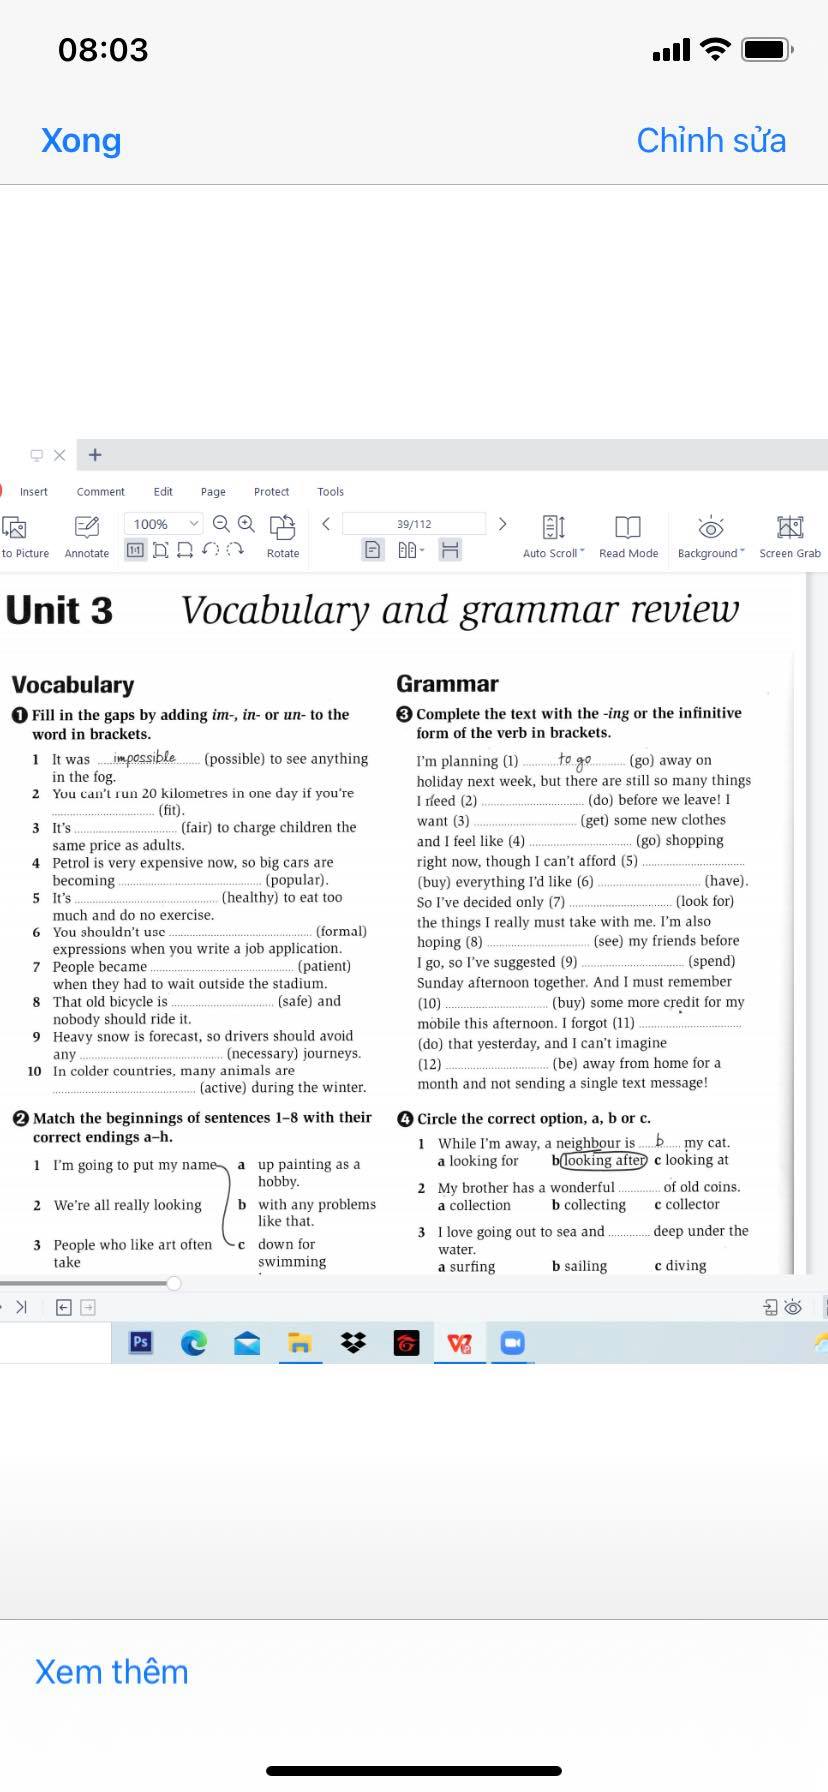 08:03
Xong
Chỉnh sửa
Insert Comment Edit Page Protect Tools
100%
39/112
to Picture Annotate Rotate Auto Scroll Read Mode Background Screen Grab
1:1
Unit 3 Vocabulary and grammar review
Vocabulary
1 Fill in the gaps by adding im-, in- or un- to the
word in brackets.
1 It was impossible (possible) to see anything
in the fog.
2 You can't run 20 kilometres in one day if you're
.......................... (fit).
3 It's .......................... (fair) to charge children the
same price as adults.
4 Petrol is very expensive now, so big cars are
becoming .......................... (popular).
5 It's .......................... (healthy) to eat too
much and do no exercise.
6 You shouldn't use .......................... (formal)
expressions when you write a job application.
7 People became .......................... (patient)
when they had to wait outside the stadium.
8 That old bicycle is .......................... (safe) and
nobody should ride it.
9 Heavy snow is forecast, so drivers should avoid
any .......................... (necessary) journeys.
10 In colder countries, many animals are
.......................... (active) during the winter.
2 Match the beginnings of sentences 1–8 with their
correct endings a–h.
1 I'm going to put my name a up painting as a
hobby.
2 We're all really looking b with any problems
like that.
3 People who like art often c down for
take swimming
Grammar
3 Complete the text with the -ing or the infinitive
form of the verb in brackets.
I'm planning (1) to go (go) away on
holiday next week, but there are still so many things
I need (2) .......................... (do) before we leave! I
want (3) .......................... (get) some new clothes
and I feel like (4) .......................... (go) shopping
right now, though I can't afford (5) ..........................
(buy) everything I'd like (6) .......................... (have).
So I've decided only (7) .......................... (look for)
the things I really must take with me. I'm also
hoping (8) .......................... (see) my friends before
I go, so I've suggested (9) .......................... (spend)
Sunday afternoon together. And I must remember
(10) .......................... (buy) some more credit for my
mobile this afternoon. I forgot (11) ..........................
(do) that yesterday, and I can't imagine
(12) .......................... (be) away from home for a
month and not sending a single text message!
4 Circle the correct option, a, b or c.
1 While I'm away, a neighbour is b my cat.
a looking for b looking after c looking at
2 My brother has a wonderful ........... of old coins.
a collection b collecting c collector
3 I love going out to sea and ........... deep under the
water.
a surfing b sailing c diving
Ps
Xem thêm